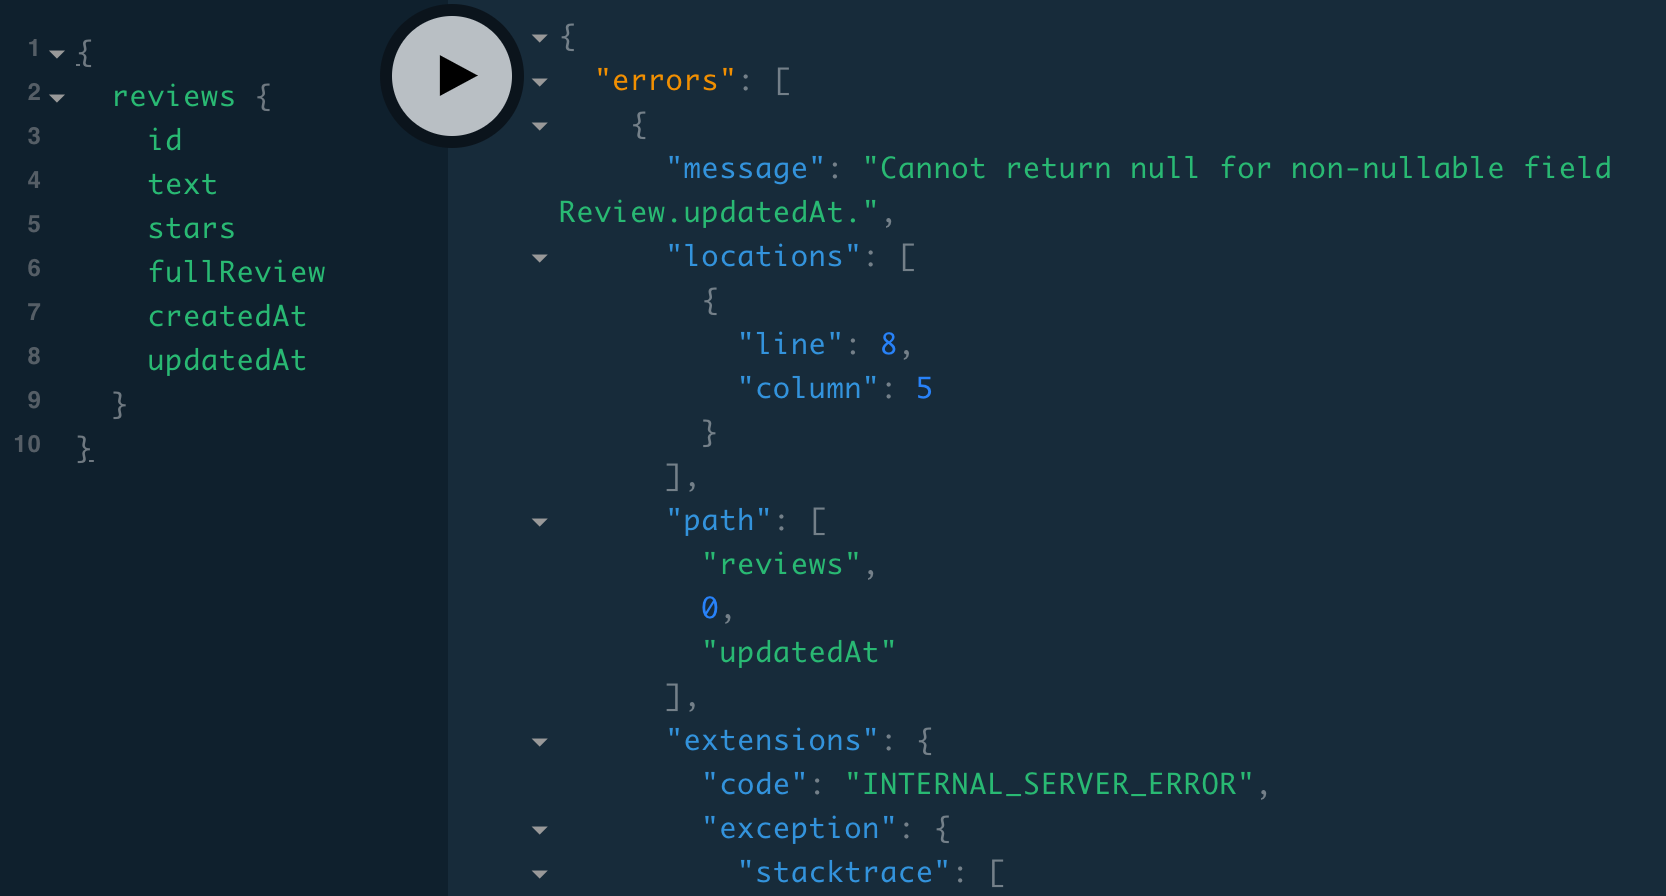 1 {
2 reviews {
3 id
4 text
5 stars
6 fullReview
7 createdAt
8 updatedAt
9 }
10 }
{
"errors": [
{
"message": "Cannot return null for non-nullable field
Review.updatedAt.",
"locations": [
{
"line": 8,
"column": 5
}
],
"path": [
"reviews",
0,
"updatedAt"
],
"extensions": {
"code": "INTERNAL_SERVER_ERROR",
"exception": {
"stacktrace": [